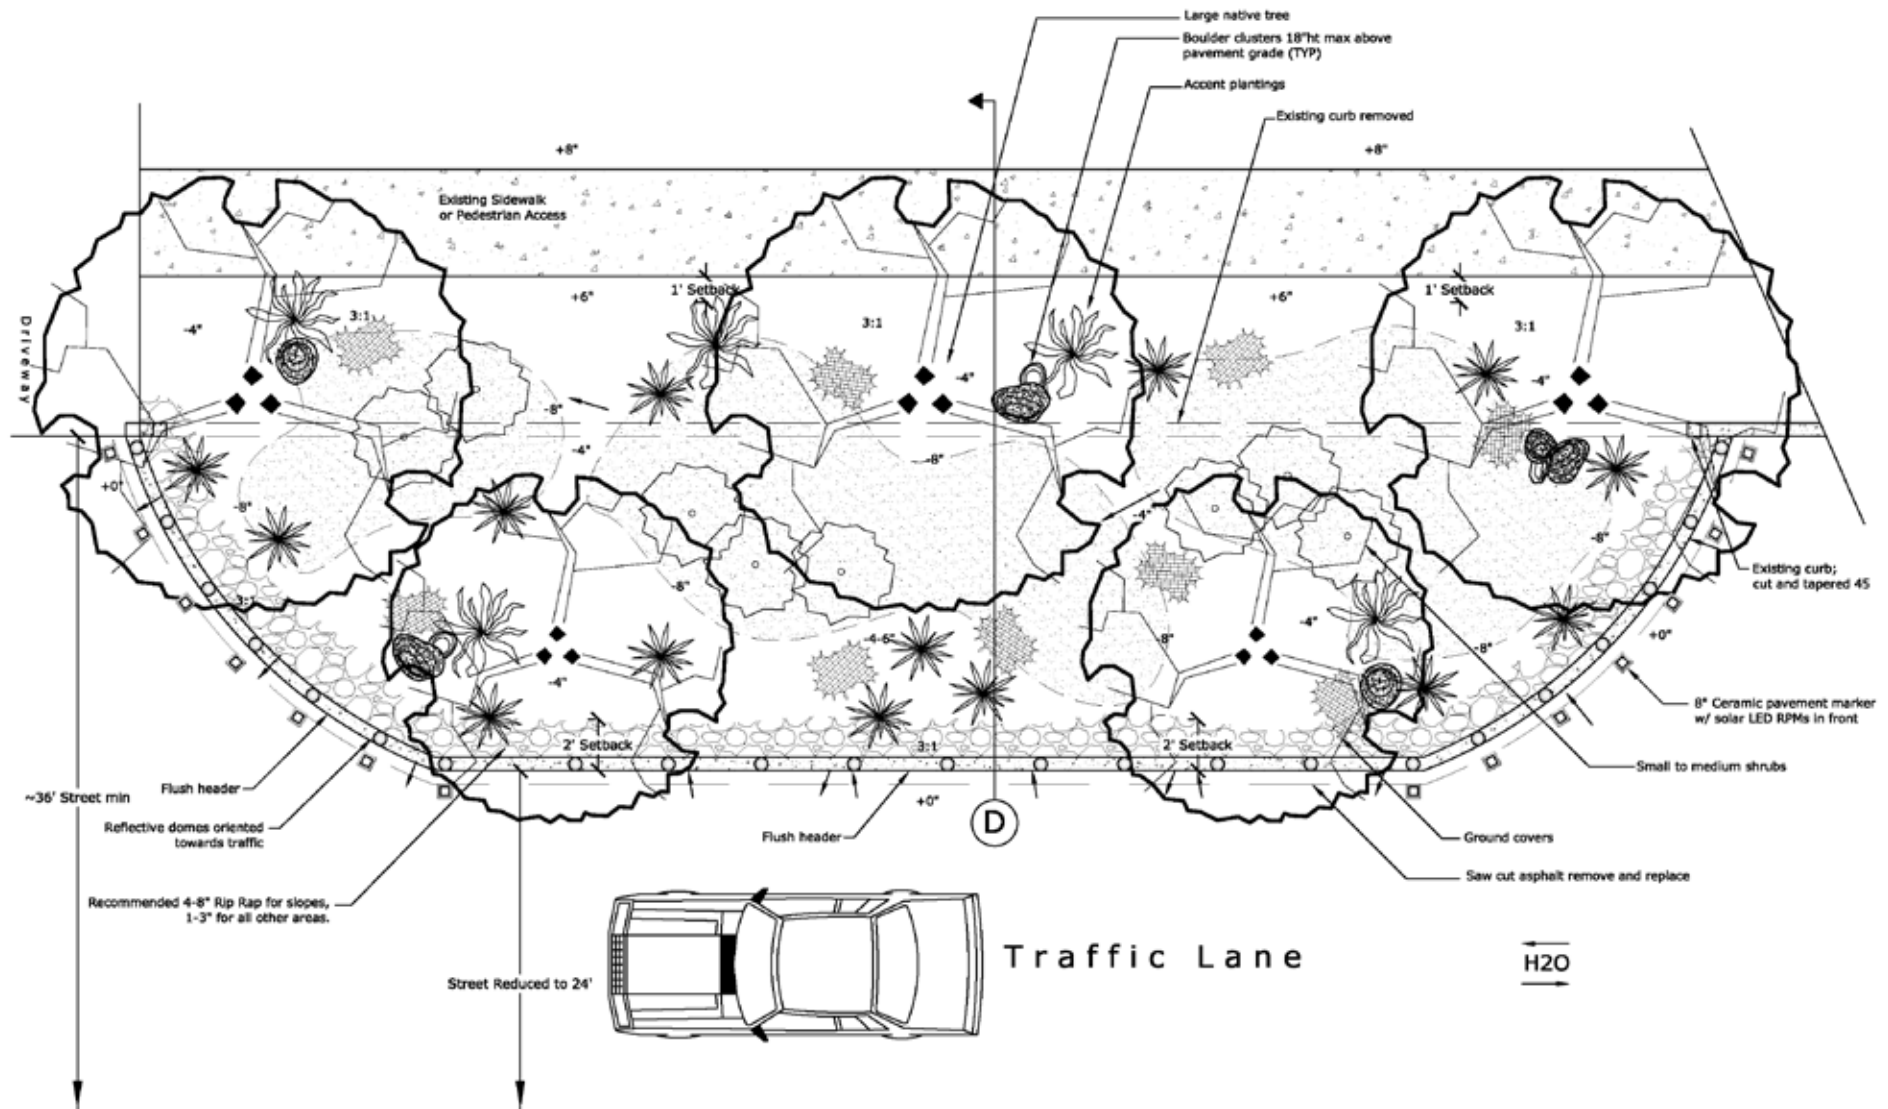 Large native tree
Boulder clusters 18"ht max above
pavement grade (TYP)
Accent plantings
Existing curb removed
+8"
+8"
Existing Sidewalk
or Pedestrian Access
1' Setback
+6"
+6"
1' Setback
Driveway
-4"
3:1
3:1
3:1
-4"
-4"
-8"
-4"
-8"
+0"
-8"
-4"
-8"
Existing curb;
cut and tapered 45
3:1
-8"
-4"
-8"
-8"
+0"
-4-6"
-4"
8" Ceramic pavement marker
w/ solar LED RPMs in front
2' Setback
3:1
2' Setback
Small to medium shrubs
~36' Street min
Flush header
+0"
D
Reflective domes oriented
towards traffic
Flush header
Ground covers
Saw cut asphalt remove and replace
Recommended 4-8" Rip Rap for slopes,
1-3" for all other areas.
Street Reduced to 24'
Traffic Lane
H2O